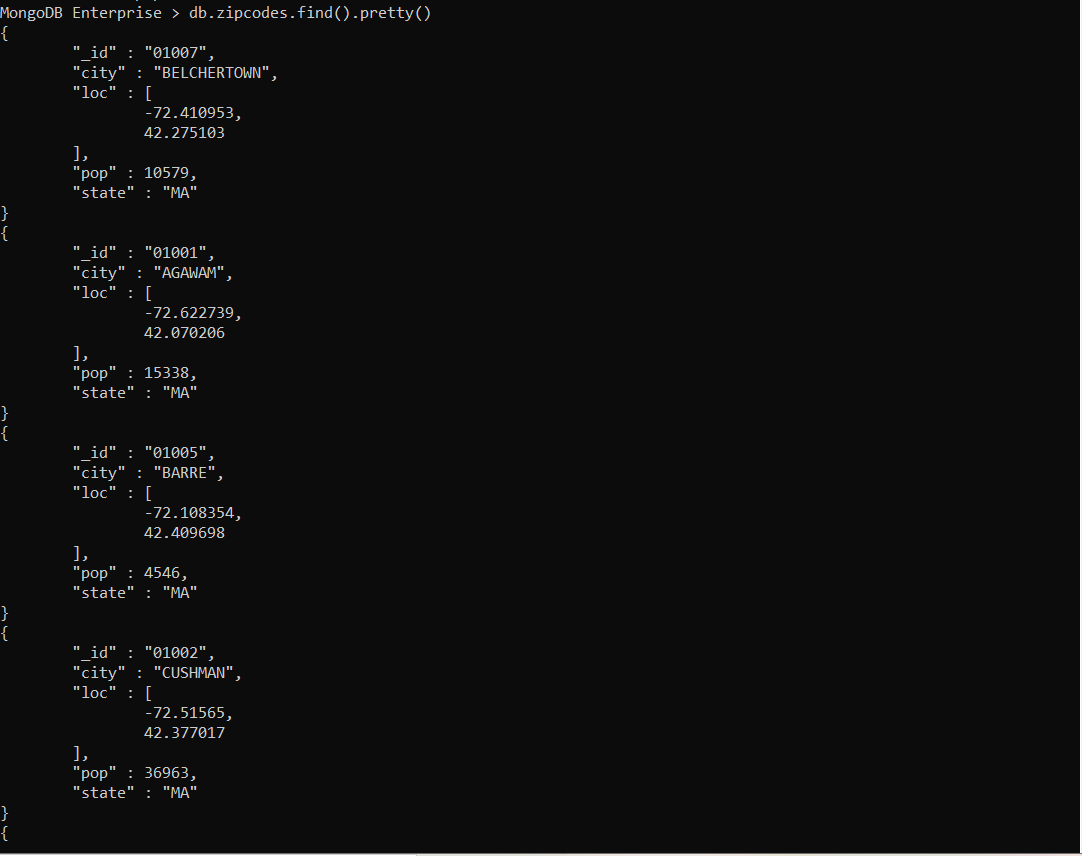 MongoDB Enterprise > db.zipcodes.find().pretty()
{
        "_id" : "01007",
        "city" : "BELCHERTOWN",
        "loc" : [
                -72.410953,
                42.275103
        ],
        "pop" : 10579,
        "state" : "MA"
}
{
        "_id" : "01001",
        "city" : "AGAWAM",
        "loc" : [
                -72.622739,
                42.070206
        ],
        "pop" : 15338,
        "state" : "MA"
}
{
        "_id" : "01005",
        "city" : "BARRE",
        "loc" : [
                -72.108354,
                42.409698
        ],
        "pop" : 4546,
        "state" : "MA"
}
{
        "_id" : "01002",
        "city" : "CUSHMAN",
        "loc" : [
                -72.51565,
                42.377017
        ],
        "pop" : 36963,
        "state" : "MA"
}
{